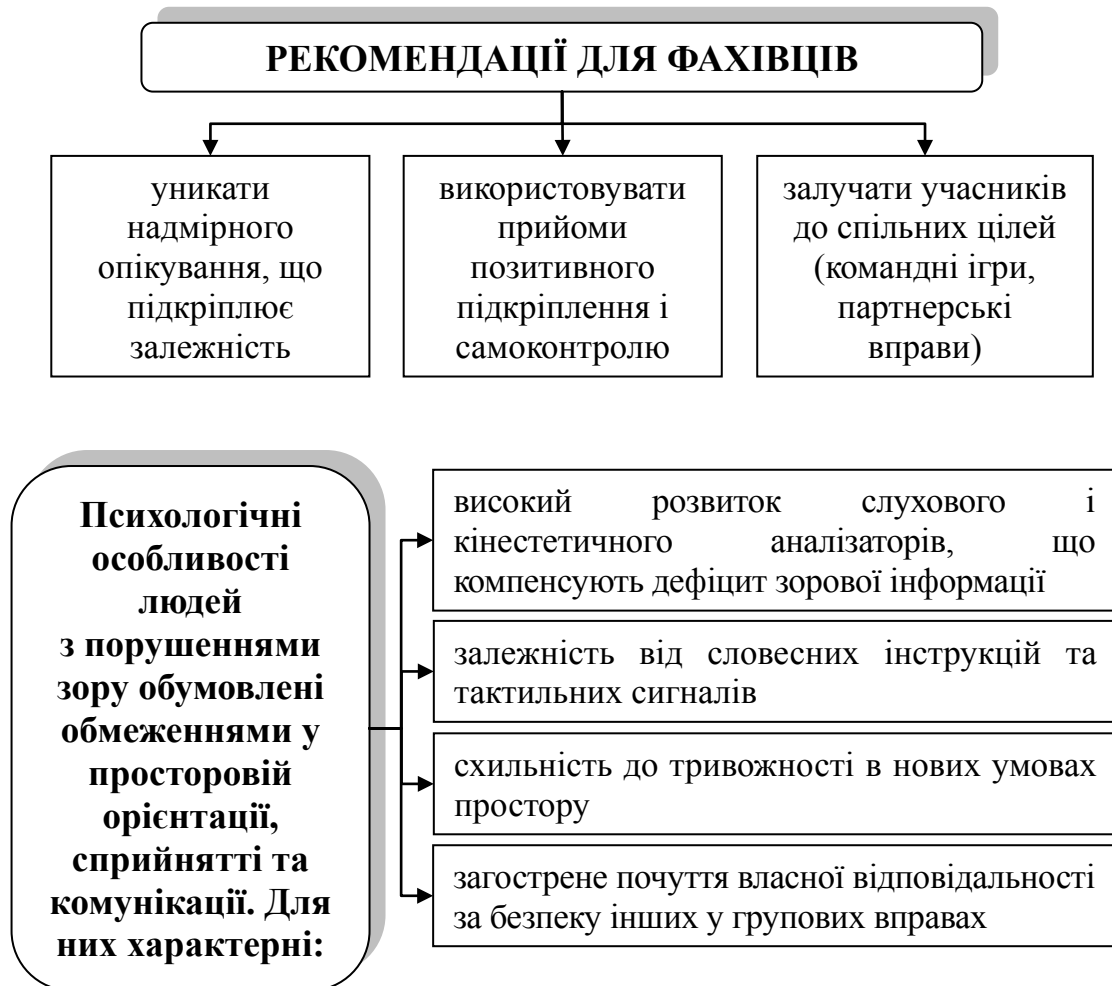 РЕКОМЕНДАЦІЇ ДЛЯ ФАХІВЦІВ
уникати
надмірного
опікування, що
підкріплює
залежність
використовувати
прийоми
позитивного
підкріплення і
самоконтролю
залучати учасників
до спільних цілей
(командні ігри,
партнерські
вправи)
Психологічні
особливості
людей
з порушеннями
зору обумовлені
обмеженнями у
просторовій
орієнтації,
сприйнятті та
комунікації. Для
них характерні:
високий розвиток слухового і
кінестетичного аналізаторів, що
компенсують дефіцит зорової інформації
залежність від словесних інструкцій та
тактильних сигналів
схильність до тривожності в нових умовах
простору
загострене почуття власної відповідальності
за безпеку інших у групових вправах